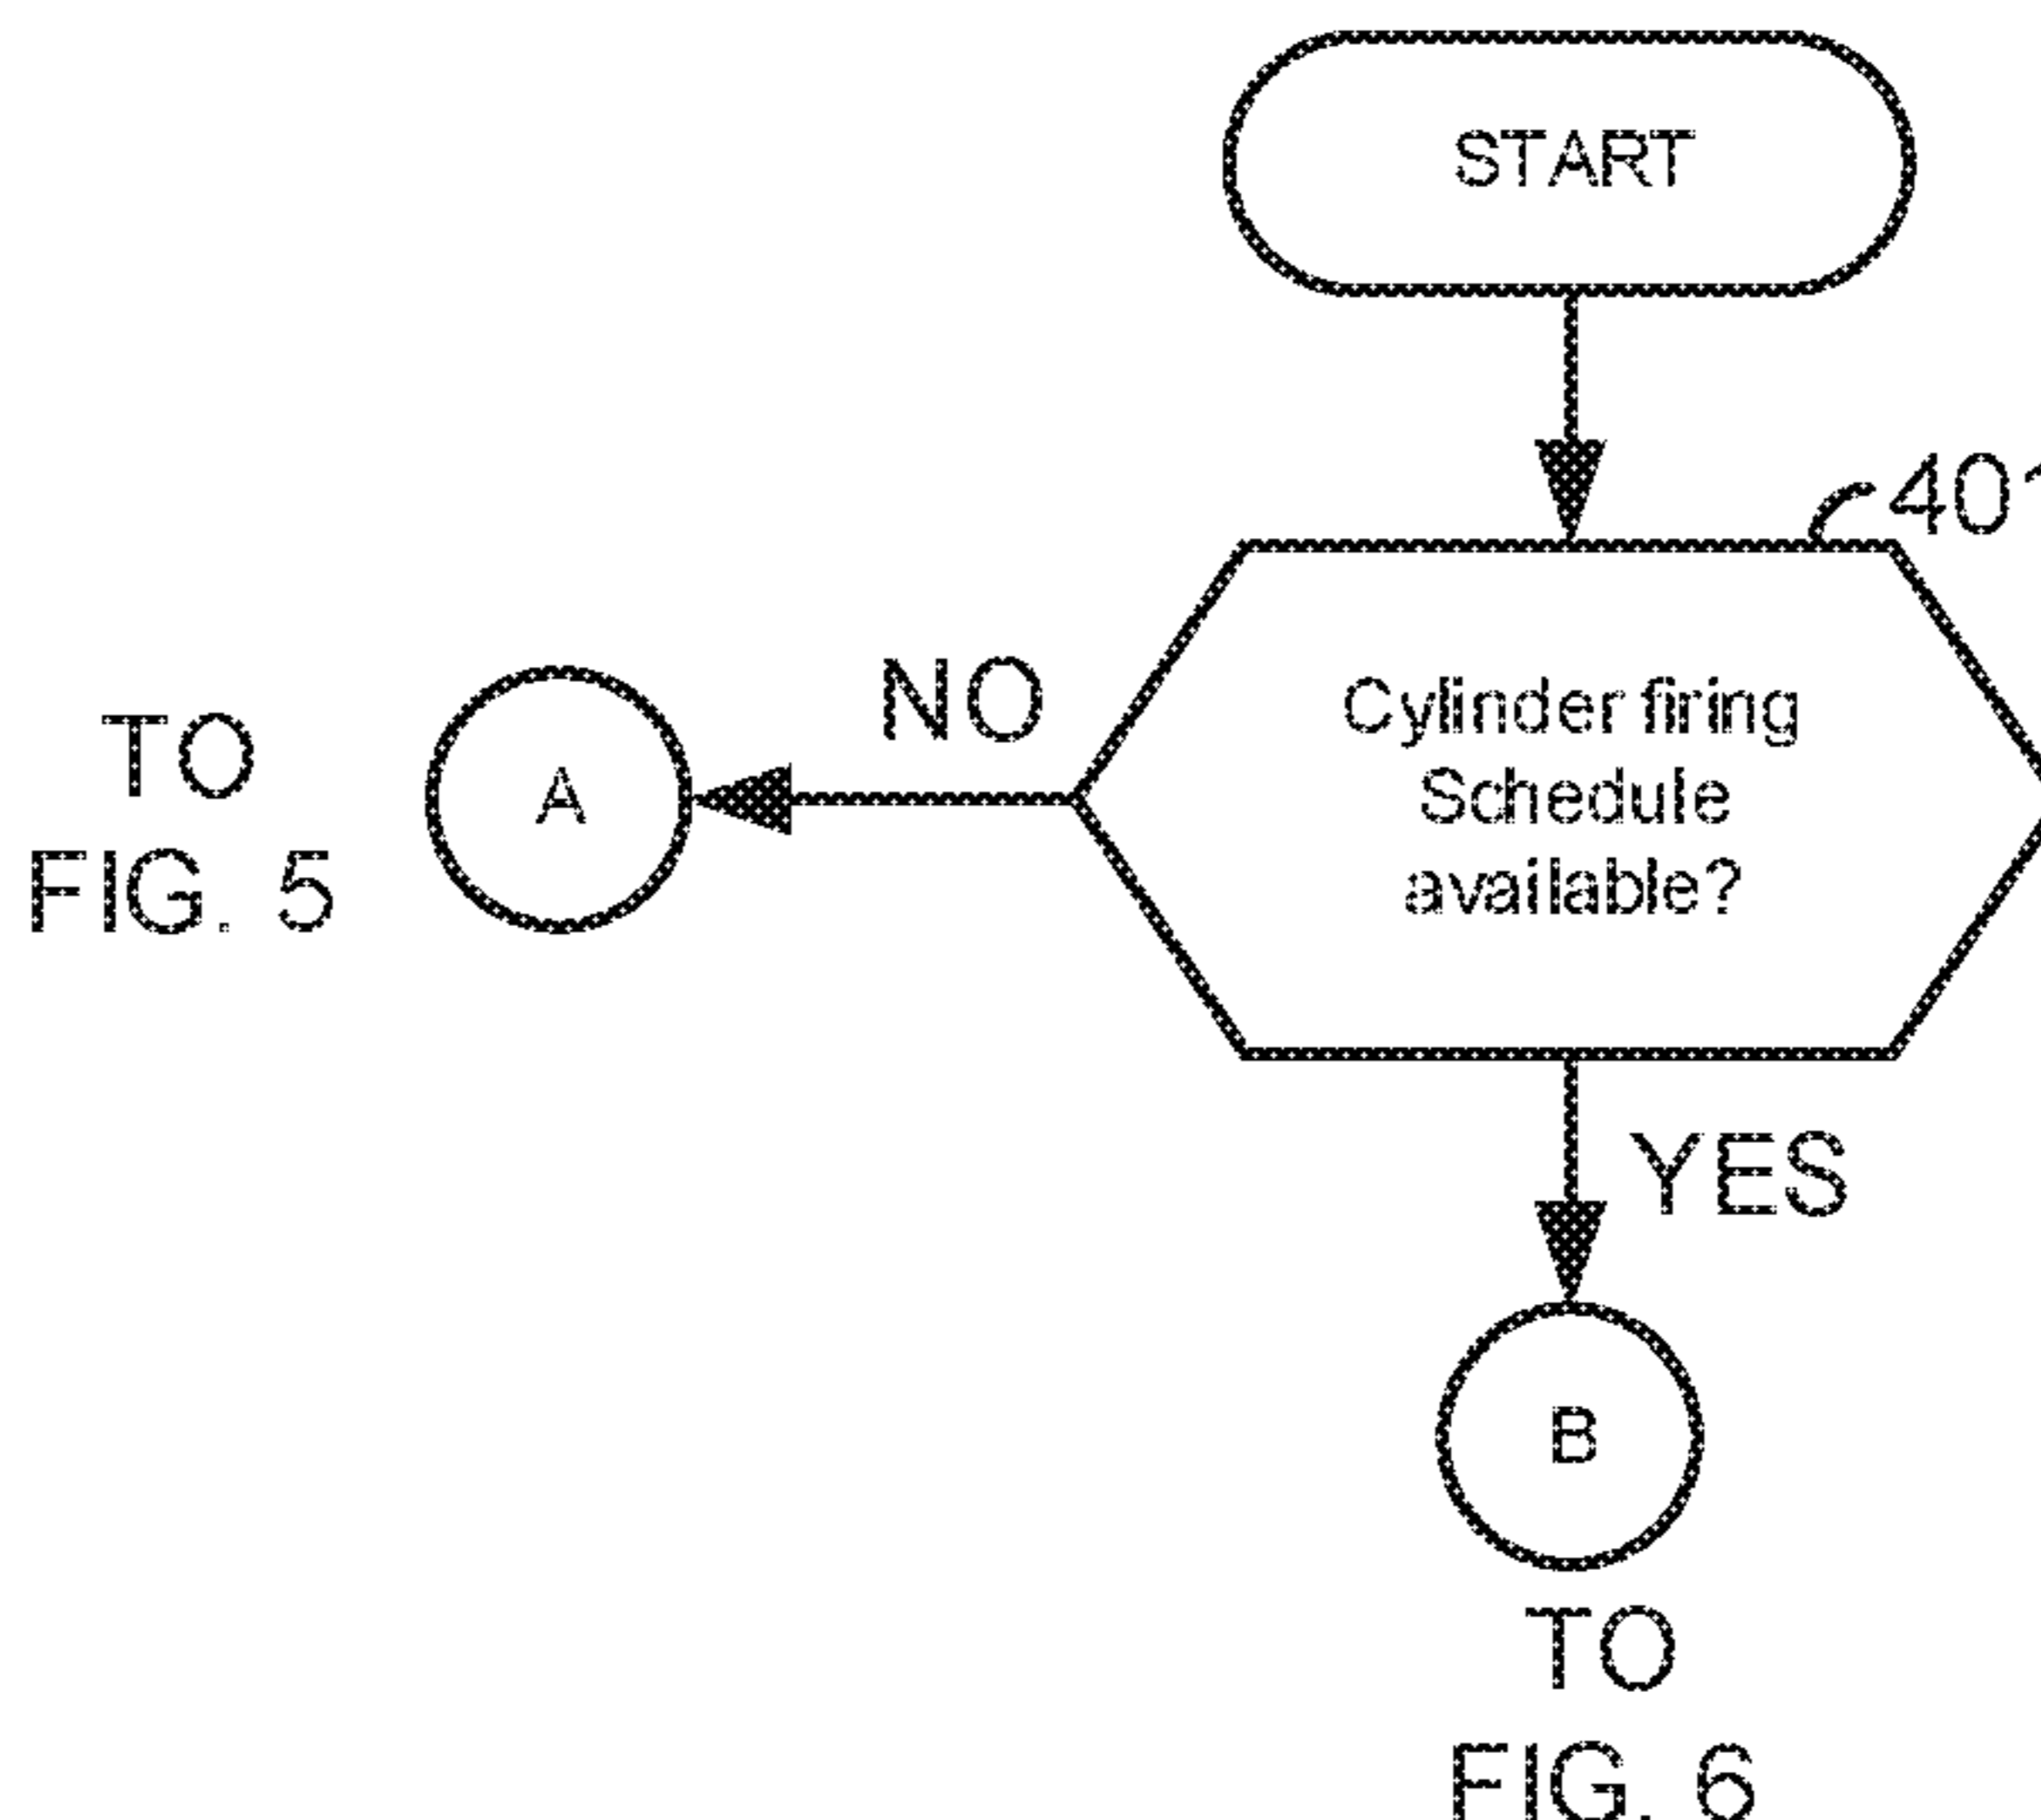 START
401
NO
Cylinder firing
Schedule
available?
TO
FIG. 5
A
YES
B
TO
FIG. 6